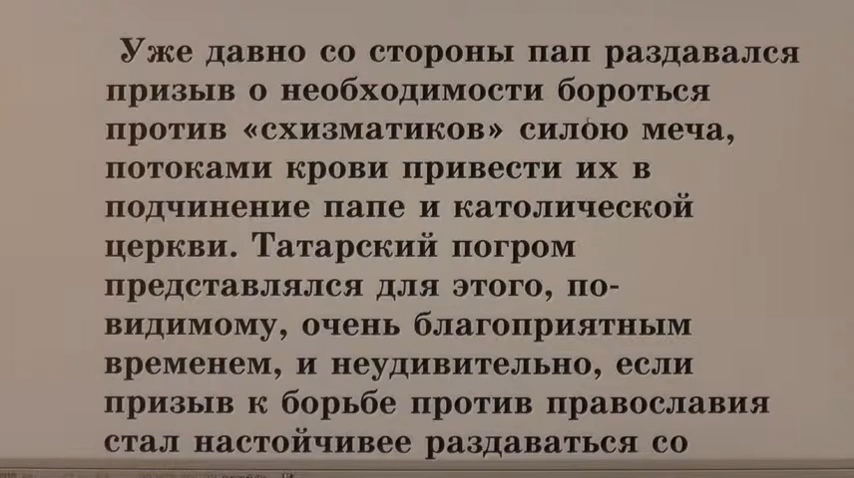 Уже давно со стороны пап раздавался
призыв о необходимости бороться
против «схизматиков» силою меча,
потоками крови привести их в
подчинение папе и католической
церкви. Татарский погром
представлялся для этого, по-
видимому, очень благоприятным
временем, и неудивительно, если
призыв к борьбе против православия
стал настойчивее раздаваться со